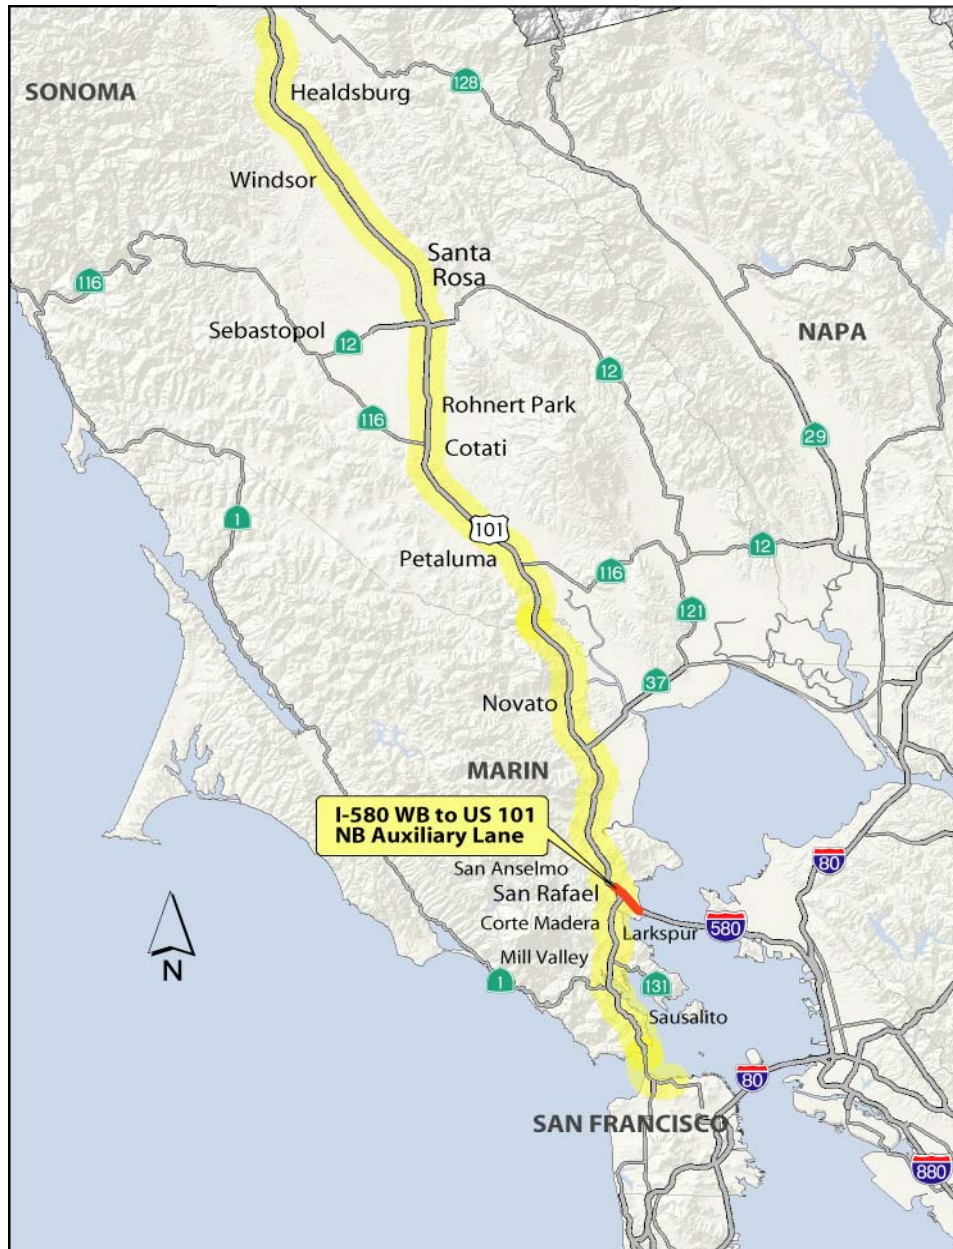 SONOMA
Healdsburg
128
Windsor
Santa
Rosa
116
Sebastopol
12
NAPA
12
Rohnert Park
116
29
Cotati
1
101
Petaluma
12
116
121
37
Novato
MARIN
I-580 WB to US 101
NB Auxiliary Lane
80
San Anselmo
San Rafael
Corte Madera
Larkspur
580
Mill Valley
1
131
N
Sausalito
80
SAN FRANCISCO
880